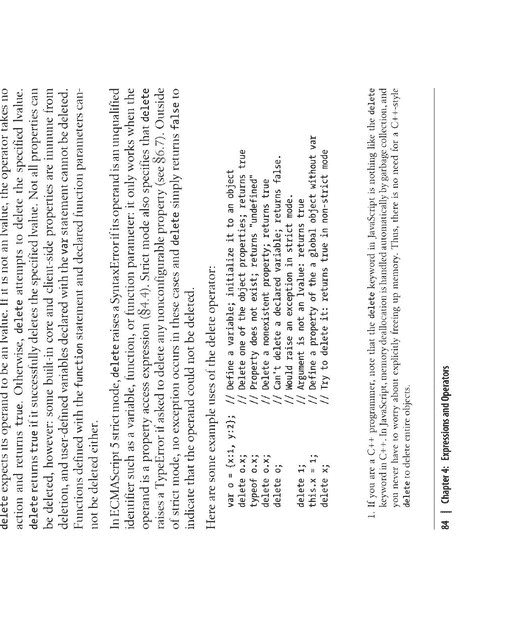 delete expects its operand to be an lvalue. If it is not an lvalue, the operator takes no
action and returns true. Otherwise, delete attempts to delete the specified lvalue.
delete returns true if it successfully deletes the specified lvalue. Not all properties can
be deleted, however: some built-in core and client-side properties are immune from
deletion, and user-defined variables declared with the var statement cannot be deleted.
Functions defined with the function statement and declared function parameters can-
not be deleted either.
In ECMAScript 5 strict mode, delete raises a SyntaxError if its operand is an unqualified
identifier such as a variable, function, or function parameter: it only works when the
operand is a property access expression (§4.4). Strict mode also specifies that delete
raises a TypeError if asked to delete any nonconfigurable property (see §6.7). Outside
of strict mode, no exception occurs in these cases and delete simply returns false to
indicate that the operand could not be deleted.
Here are some example uses of the delete operator:
var o = {x:1, y:2}; // Define a variable; initialize it to an object
delete o.x; // Delete one of the object properties; returns true
typeof o.x; // Property does not exist; returns "undefined"
delete o.x; // Delete a nonexistent property; returns true
delete o; // Can't delete a declared variable; returns false.
// Would raise an exception in strict mode.
delete 1; // Argument is not an lvalue: returns true
this.x = 1; // Define a property of the a global object without var
delete x; // Try to delete it: returns true in non-strict mode
1. If you are a C++ programmer, note that the delete keyword in JavaScript is nothing like the delete
keyword in C++. In JavaScript, memory deallocation is handled automatically by garbage collection, and
you never have to worry about explicitly freeing up memory. Thus, there is no need for a C++-style
delete to delete entire objects.
84 | Chapter 4: Expressions and Operators